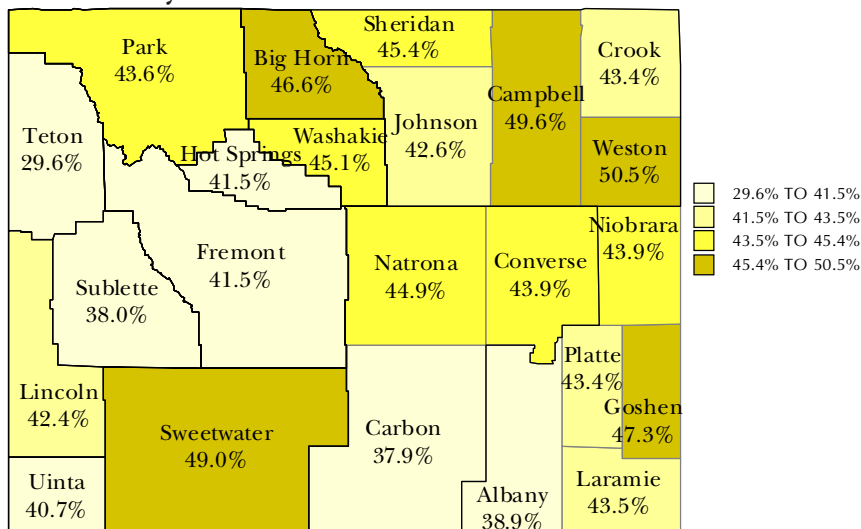 Sheridan
45.4%
Park
43.6%
Big Horn
46.6%
Crook
43.4%
Campbell
49.6%
Teton
29.6%
Hot Springs
41.5%
Washakie
45.1%
Johnson
42.6%
Weston
50.5%
29.6% TO 41.5%
41.5% TO 43.5%
43.5% TO 45.4%
45.4% TO 50.5%
Fremont
41.5%
Sublette
38.0%
Natrona
44.9%
Converse
43.9%
Niobrara
43.9%
Lincoln
42.4%
Sweetwater
49.0%
Carbon
37.9%
Platte
43.4%
Goshen
47.3%
Uinta
40.7%
Albany
38.9%
Laramie
43.5%